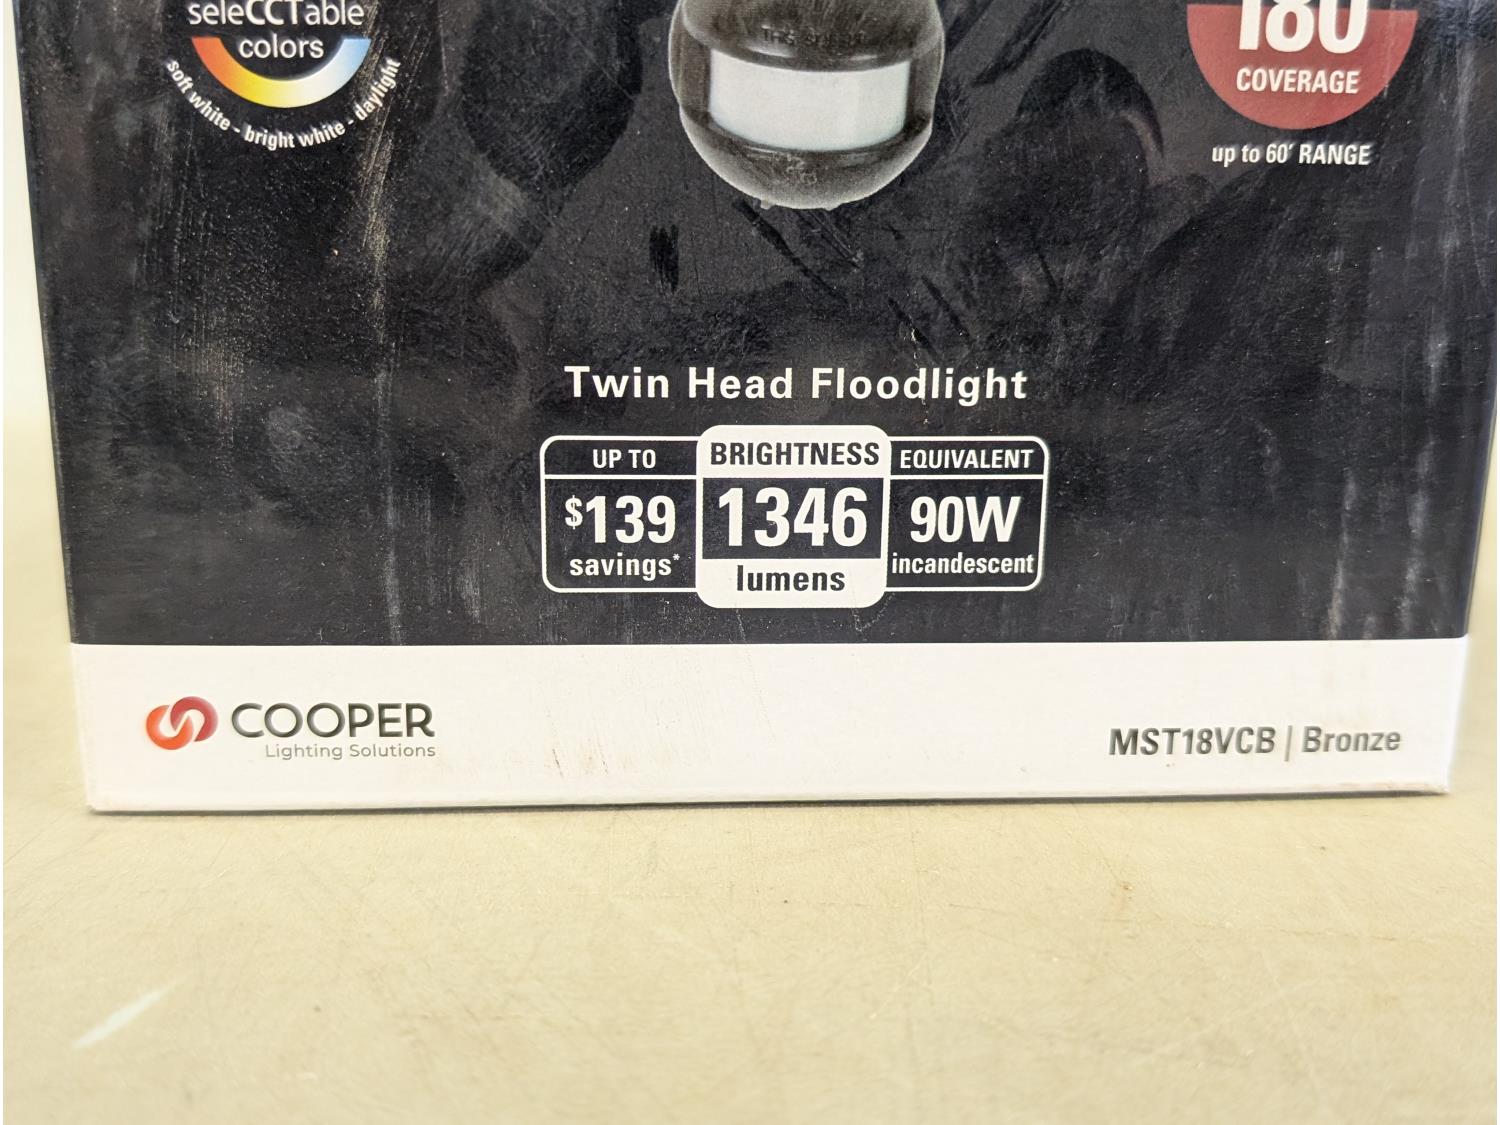 seleCCTable
colors
soft white - bright white - daylight
180
COVERAGE
up to 60' RANGE
Twin Head Floodlight
UP TO
$139
savings*
BRIGHTNESS
1346
lumens
EQUIVALENT
90W
incandescent
COOPER
Lighting Solutions
MST18VCB | Bronze